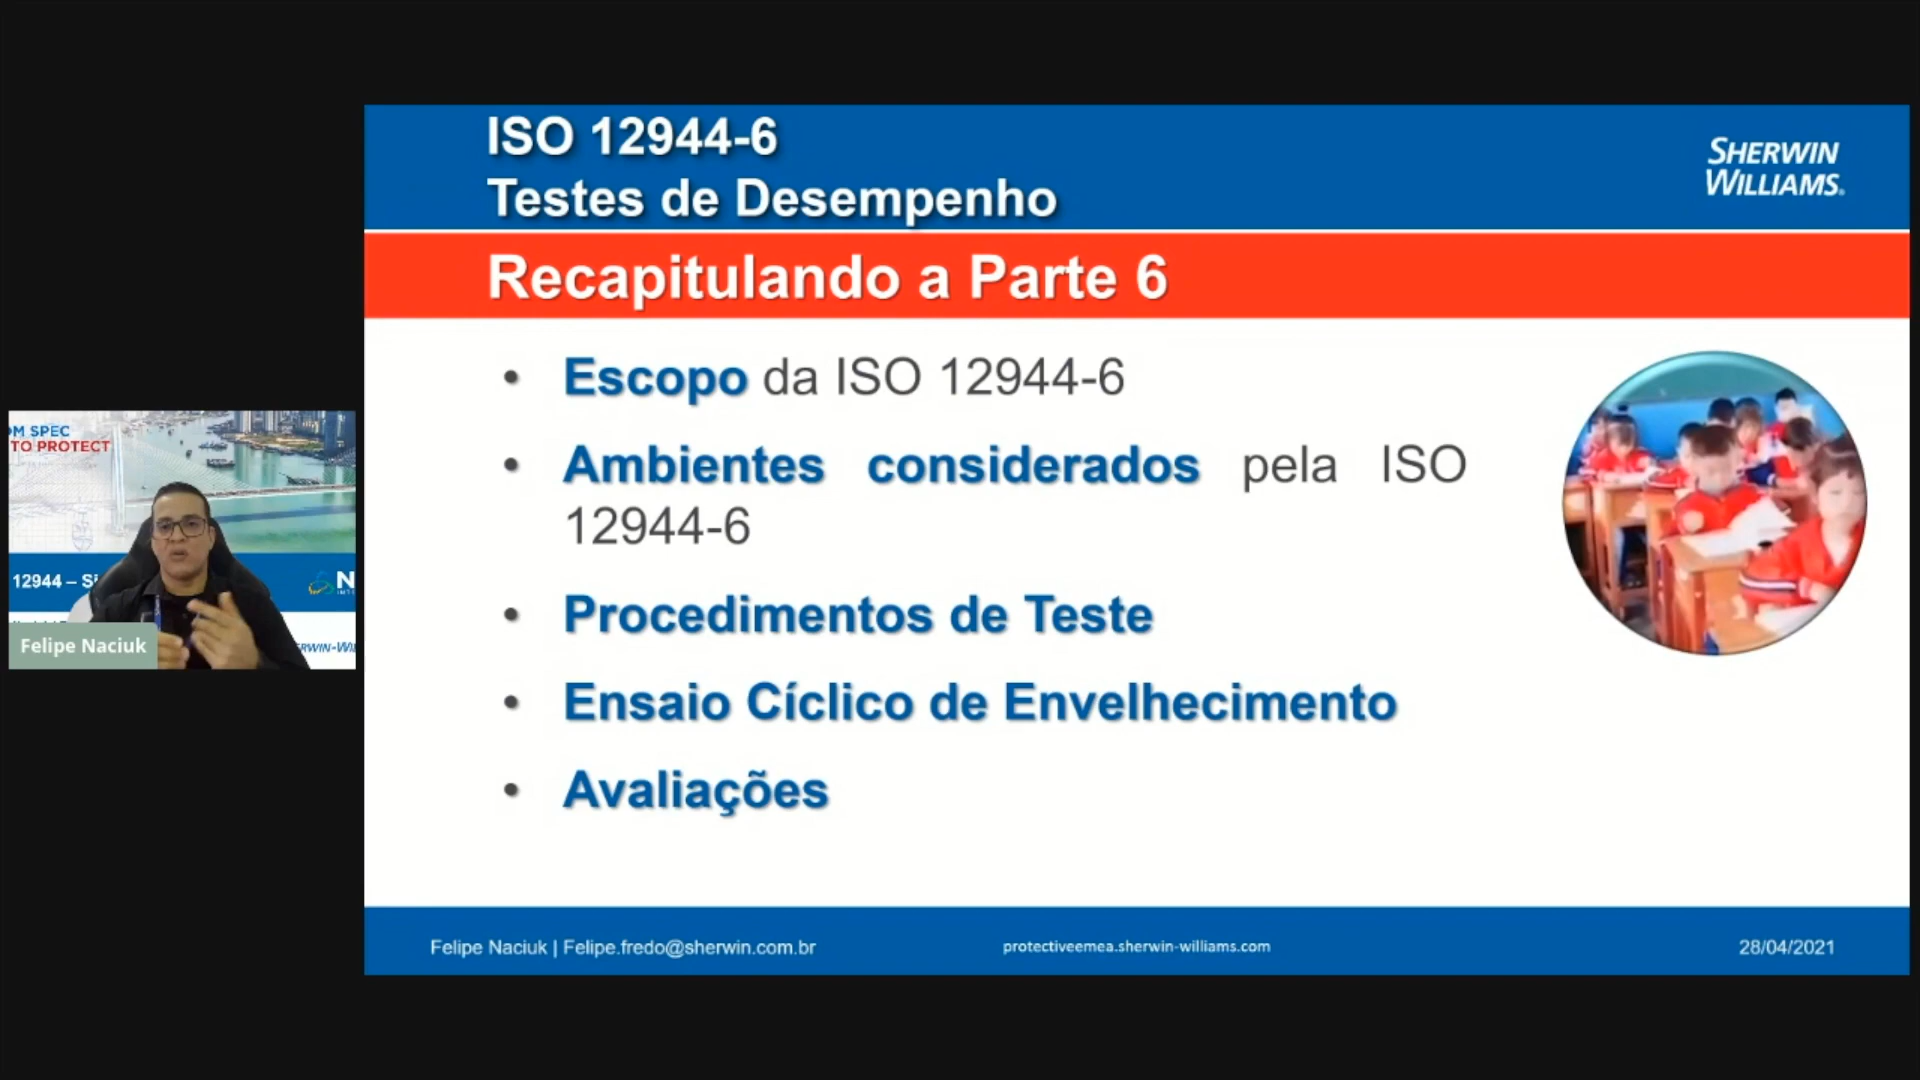 ISO 12944-6
Testes de Desempenho
SHERWIN
WILLIAMS.
Recapitulando a Parte 6
• Escopo da ISO 12944-6
• Ambientes considerados pela ISO
12944-6
• Procedimentos de Teste
• Ensaio Cíclico de Envelhecimento
• Avaliações
SPEC
TO PROTECT
12944 – Si
Felipe Naciuk
Felipe Naciuk | Felipe.fredo@sherwin.com.br
protectiveemea.sherwin-williams.com
28/04/2021